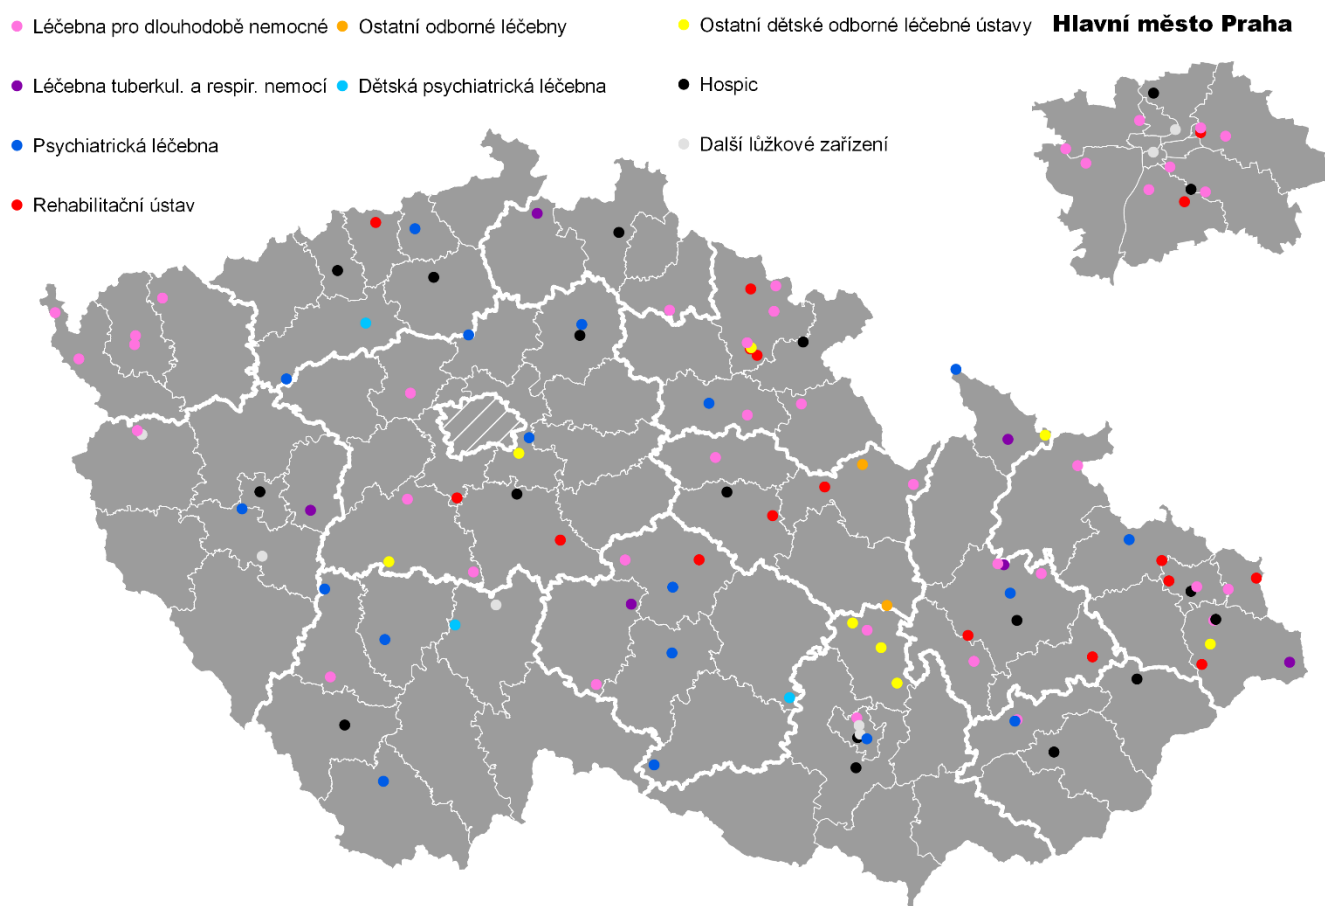 Léčebna pro dlouhodobě nemocné
Ostatní odborné léčebny
Ostatní dětské odborné léčebné ústavy
Hlavní město Praha
Léčebna tuberkul. a respir. nemocí
Dětská psychiatrická léčebna
Hospic
Psychiatrická léčebna
Další lůžkové zařízení
Rehabilitační ústav